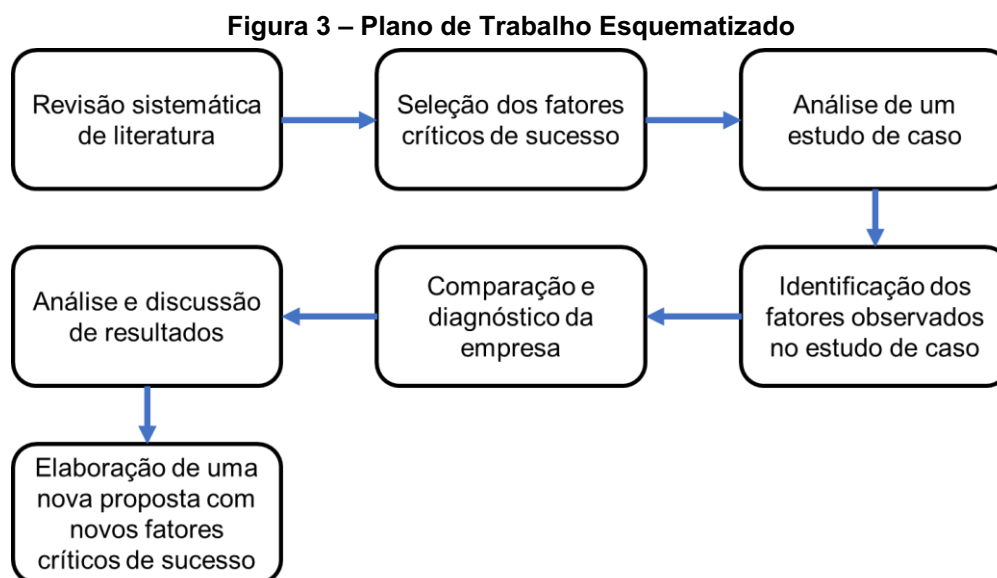 Figura 3 – Plano de Trabalho Esquematizado
Revisão sistemática
de literatura
Seleção dos fatores
críticos de sucesso
Análise de um
estudo de caso
Identificação dos
fatores observados
no estudo de caso
Comparação e
diagnóstico da
empresa
Análise e discussão
de resultados
Elaboração de uma
nova proposta com
novos fatores
críticos de sucesso